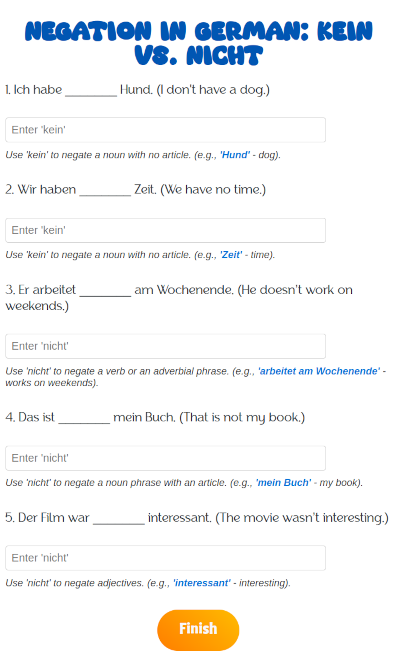 NEGATION IN GERMAN: KEIN
VS. NICHT
1. Ich habe ________ Hund. (I don't have a dog.)
Enter 'kein'
Use 'kein' to negate a noun with no article. (e.g., 'Hund' - dog).
2. Wir haben ________ Zeit. (We have no time.)
Enter 'kein'
Use 'kein' to negate a noun with no article. (e.g., 'Zeit' - time).
3. Er arbeitet ________ am Wochenende. (He doesn't work on
weekends.)
Enter 'nicht'
Use 'nicht' to negate a verb or an adverbial phrase. (e.g., 'arbeitet am Wochenende' -
works on weekends).
4. Das ist ________ mein Buch. (That is not my book.)
Enter 'nicht'
Use 'nicht' to negate a noun phrase with an article. (e.g., 'mein Buch' - my book).
5. Der Film war ________ interessant. (The movie wasn't interesting.)
Enter 'nicht'
Use 'nicht' to negate adjectives. (e.g., 'interessant' - interesting).
Finish